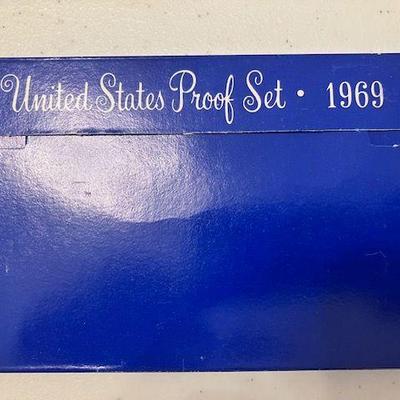 United States Proof Set • 1969